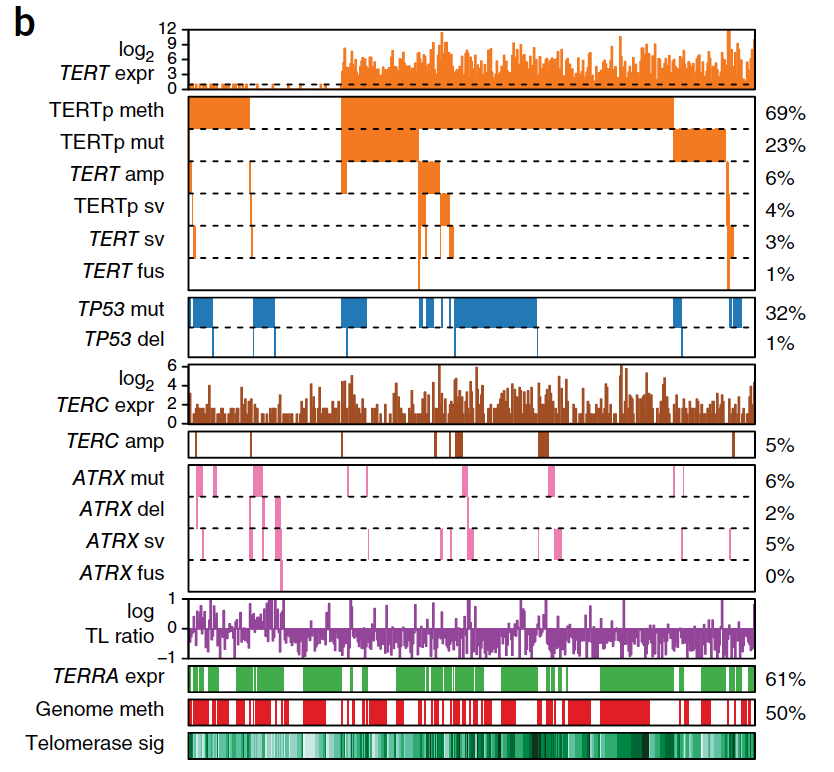 b
12
9
6
3
0
log2
TERT expr
TERTp meth 69%
TERTp mut 23%
TERT amp 6%
TERTp sv 4%
TERT sv 3%
TERT fus 1%
TP53 mut 32%
TP53 del 1%
6
4
2
0
log2
TERC expr
TERC amp 5%
ATRX mut 6%
ATRX del 2%
ATRX sv 5%
ATRX fus 0%
1
0
−1
log
TL ratio
TERRA expr 61%
Genome meth 50%
Telomerase sig